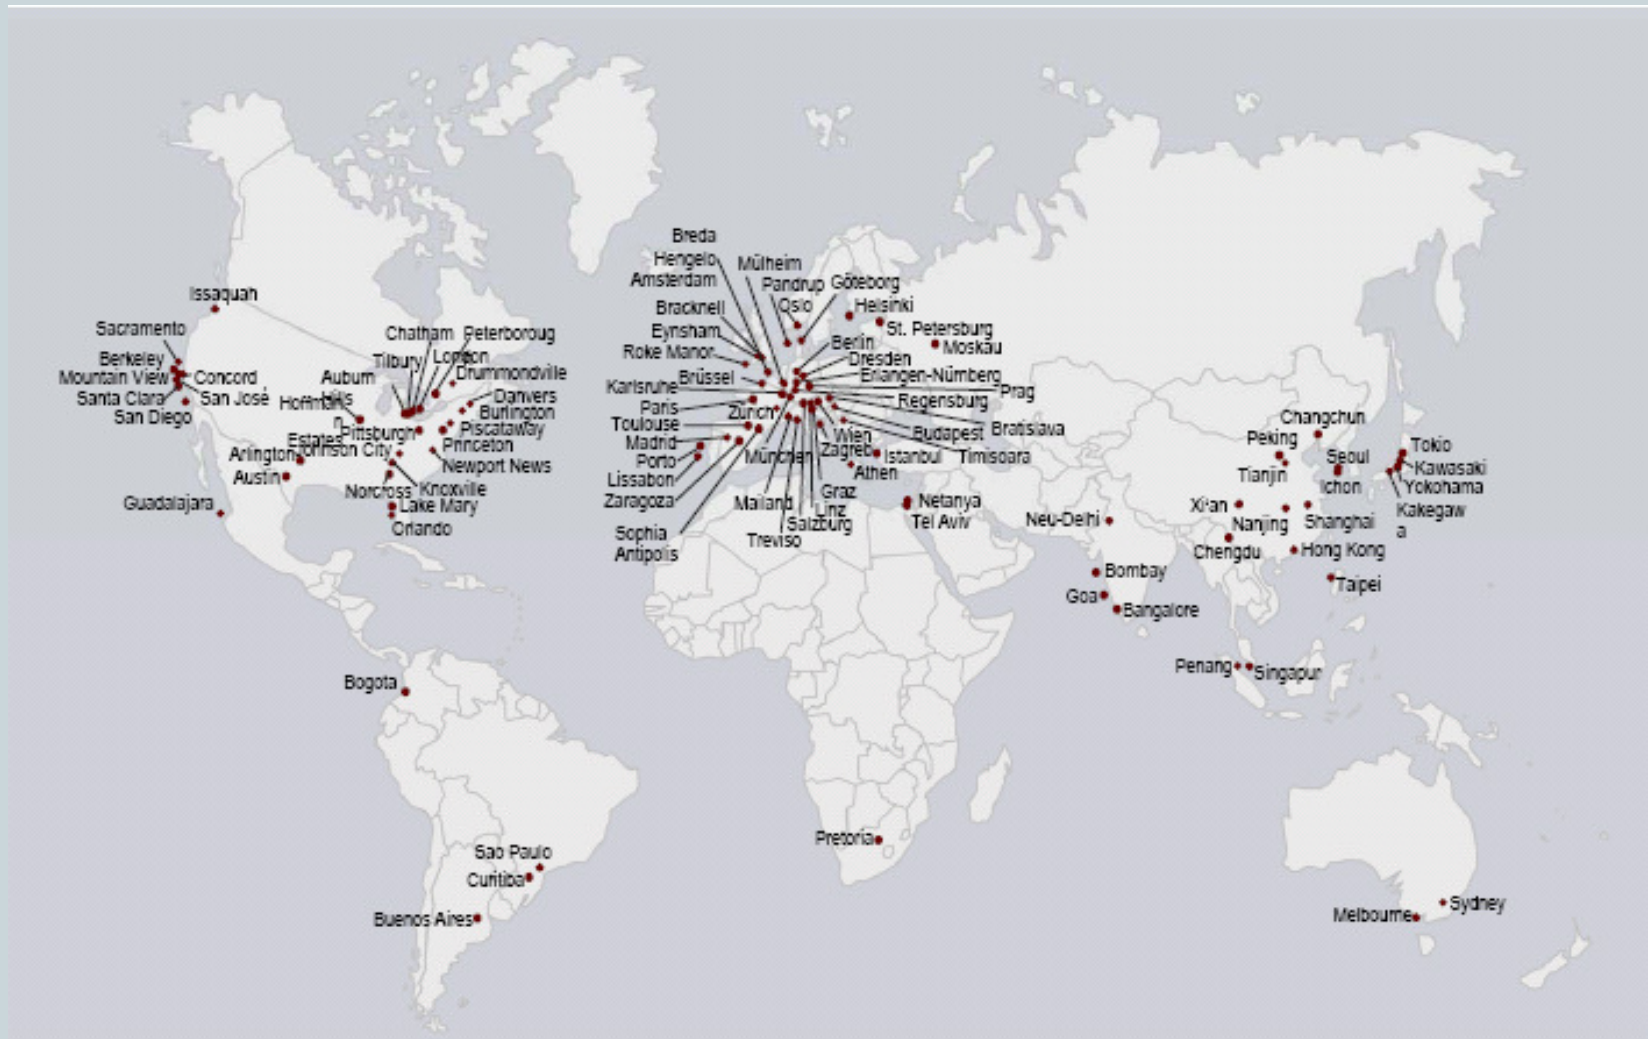 Issaquah
Sacramento
Berkeley
Mountain View
Santa Clara
San Diego
Concord
San José
Guadalajara
Arlington
Austin
Chatham
Peterboroug
Tilbury
London
Drummondville
Auburn
Hills
Hoffmann
Estates
Danvers
Burlington
Piscataway
Pittsburgh
Princeton
Johnson City
Newport News
Norcross
Knoxville
Lake Mary
Orlando
Bogota
Sao Paulo
Curitiba
Buenos Aires
Breda
Hengelo
Amsterdam
Mülheim
Pandrup
Göteborg
Oslo
Helsinki
Bracknell
Eynsham
Roke Manor
St. Petersburg
Moskau
Berlin
Dresden
Erlangen-Nürnberg
Prag
Brüssel
Karlsruhe
Regensburg
Paris
Zürich
Toulouse
Madrid
Porto
Lissabon
Zaragoza
Sophia
Antipolis
München
Wien
Zagreb
Budapest
Bratislava
Istanbul
Timisoara
Athen
Mailand
Graz
Linz
Salzburg
Treviso
Netanya
Tel Aviv
Pretoria
Neu-Delhi
Bombay
Goa
Bangalore
Changchun
Peking
Tianjin
Seoul
Ichon
Tokio
Kawasaki
Yokohama
Kakegaw
a
Xi'an
Nanjing
Shanghai
Chengdu
Hong Kong
Taipei
Penang
Singapur
Melbourne
Sydney